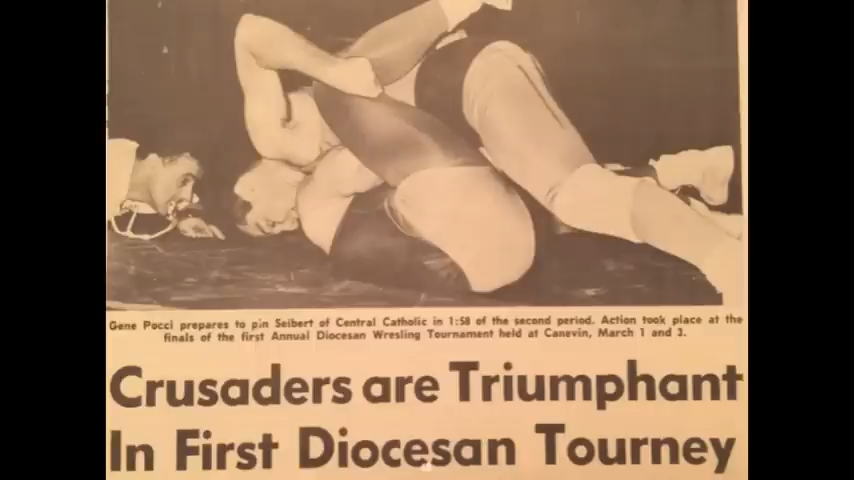 Gene Pocci prepares to pin Seibert of Central Catholic in 1:58 of the second period. Action took place at the
finals of the first Annual Diocesan Wresling Tournament held at Canevin, March 1 and 3.
Crusaders are Triumphant
In First Diocesan Tourney